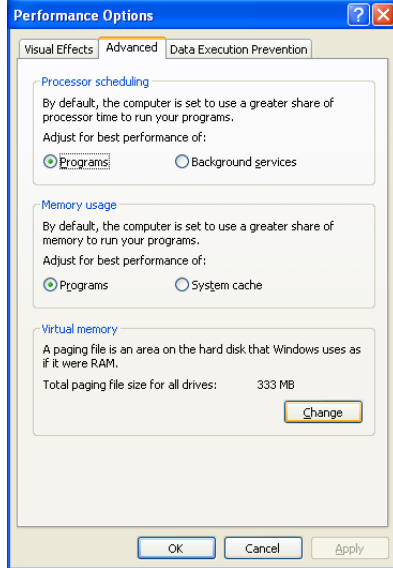 Performance Options
Visual Effects Advanced Data Execution Prevention
Processor scheduling
By default, the computer is set to use a greater share of
processor time to run your programs.
Adjust for best performance of:
Programs Background services
Memory usage
By default, the computer is set to use a greater share of
memory to run your programs.
Adjust for best performance of:
Programs System cache
Virtual memory
A paging file is an area on the hard disk that Windows uses as
if it were RAM.
Total paging file size for all drives: 333 MB
Change
OK Cancel Apply